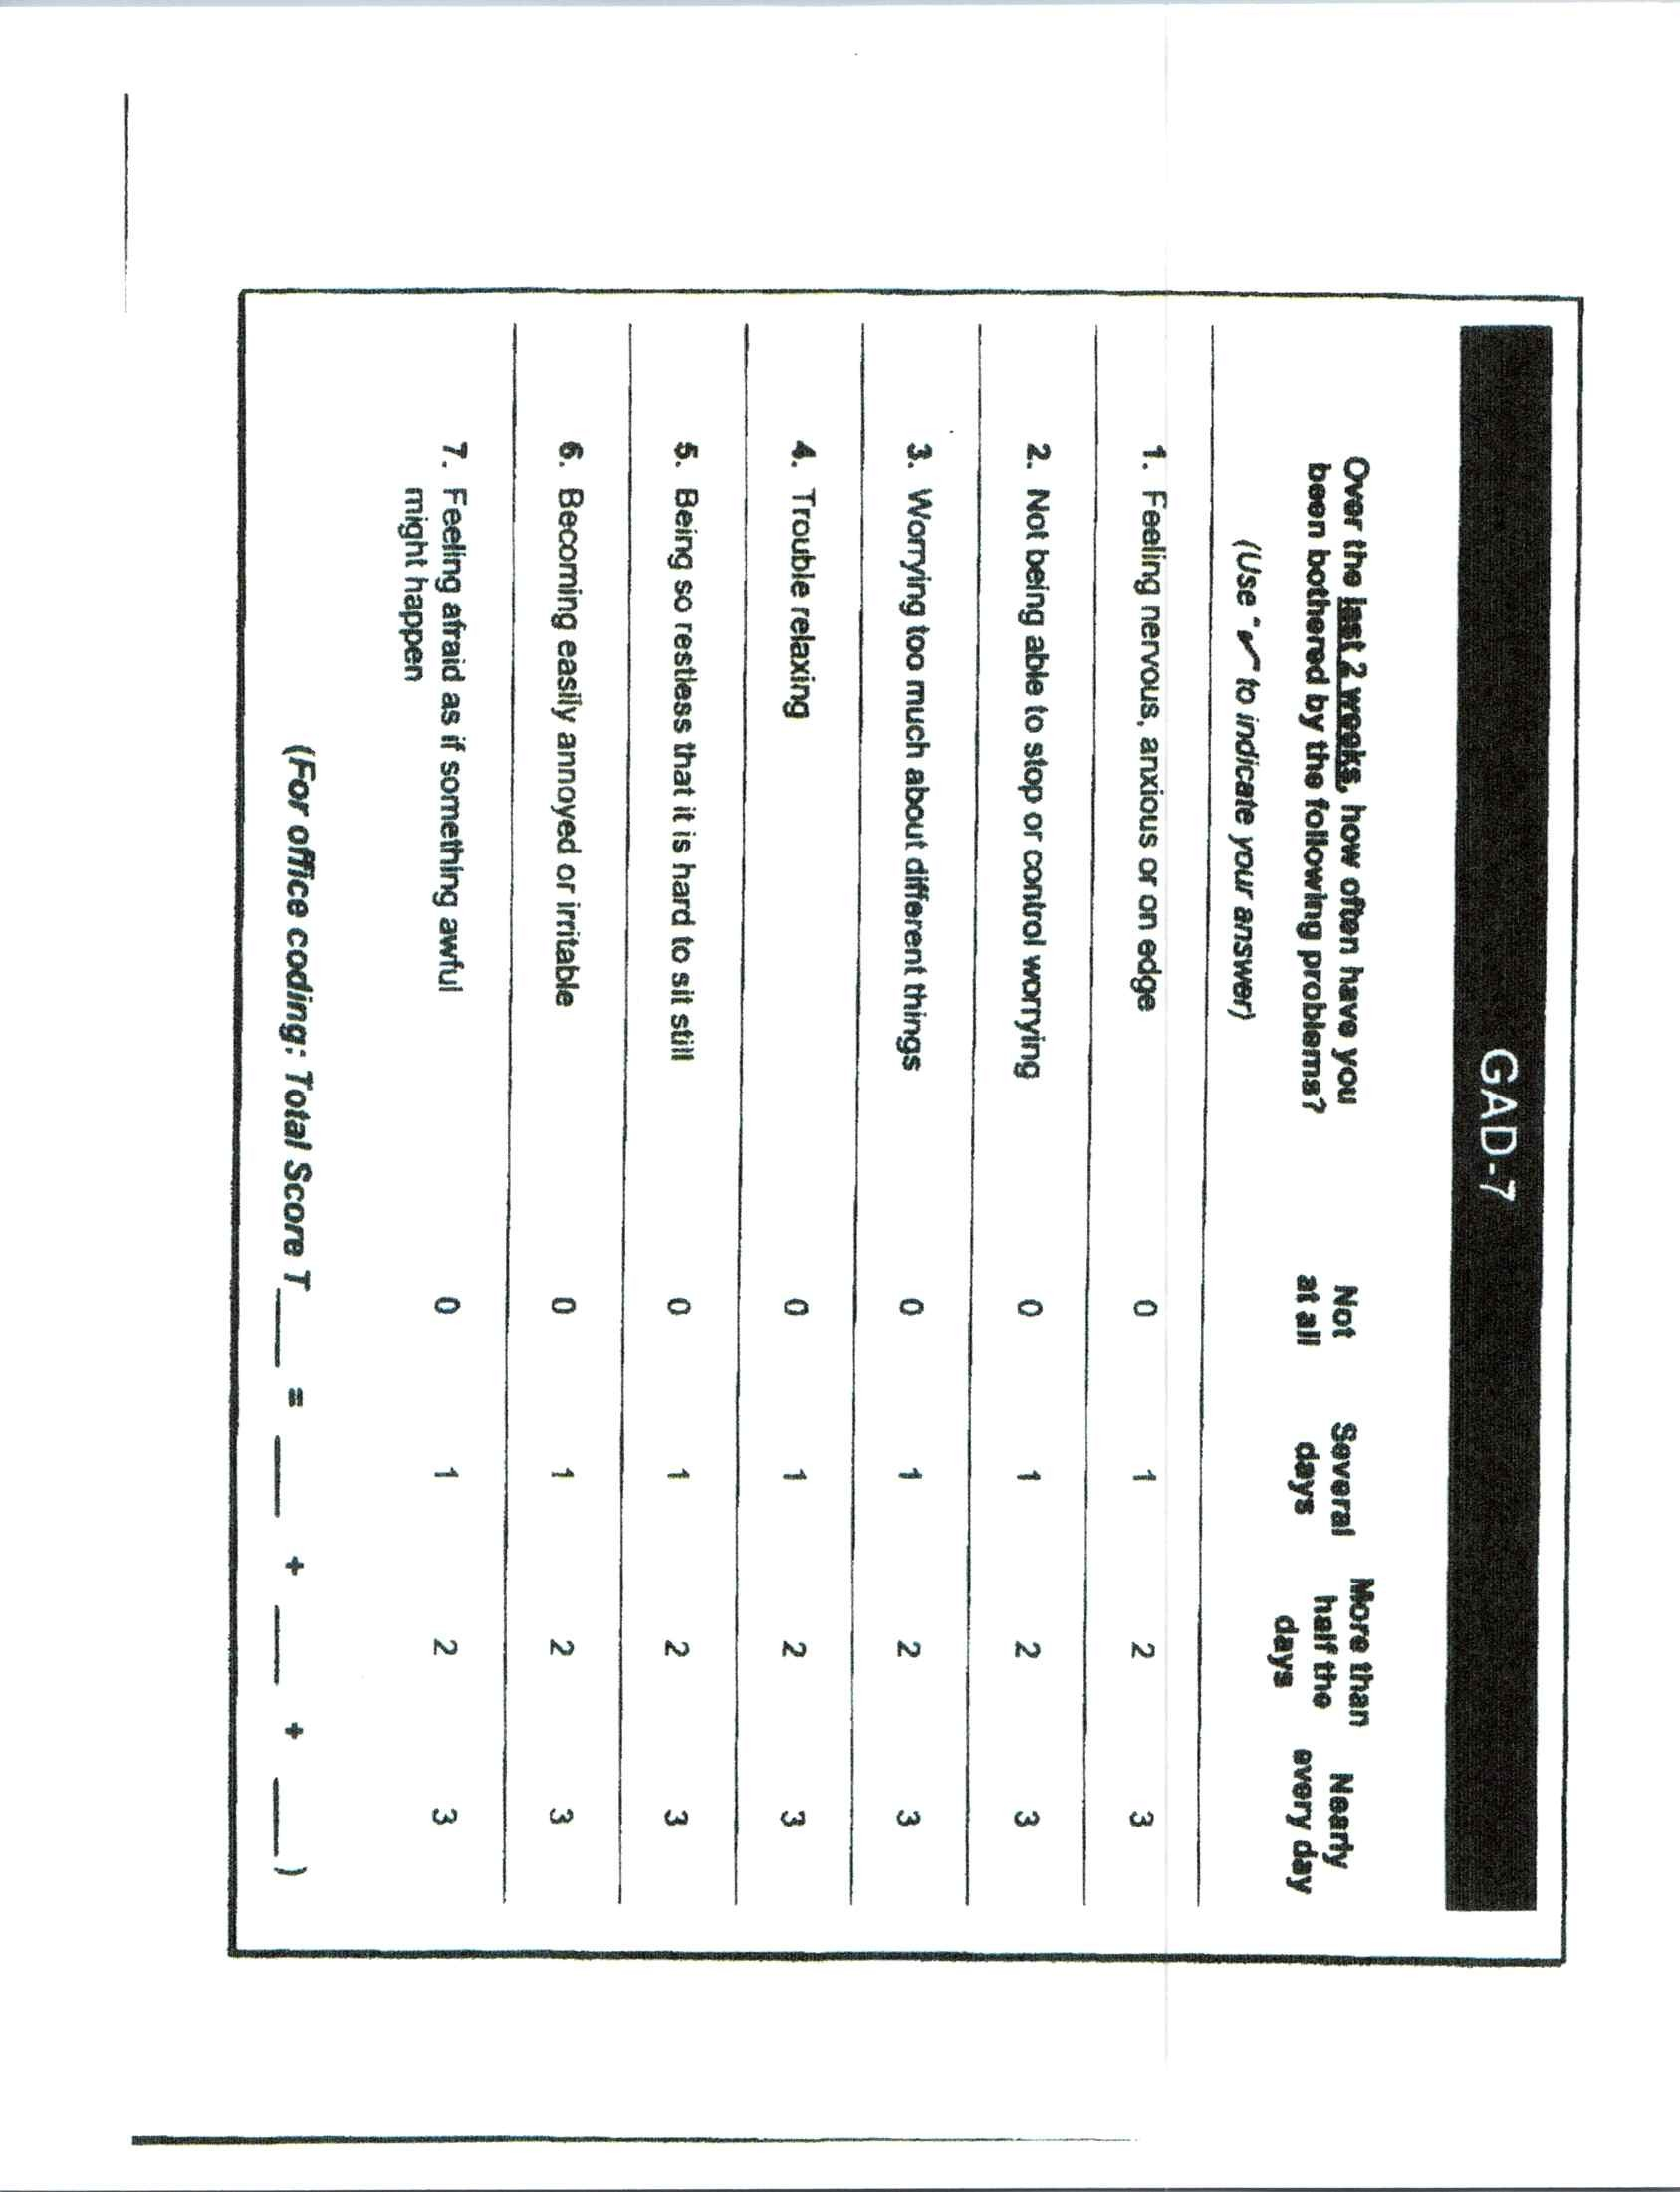 GAD-7
Over the last 2 weeks, how often have you
been bothered by the following problems?
(Use "✔ to indicate your answer)
Not
at all
Several
days
More than
half the
days
Nearly
every day
1. Feeling nervous, anxious or on edge 0 1 2 3
2. Not being able to stop or control worrying 0 1 2 3
3. Worrying too much about different things 0 1 2 3
4. Trouble relaxing 0 1 2 3
5. Being so restless that it is hard to sit still 0 1 2 3
6. Becoming easily annoyed or irritable 0 1 2 3
7. Feeling afraid as if something awful
might happen 0 1 2 3
(For office coding: Total Score T___ = ___ + ___ + ___ )